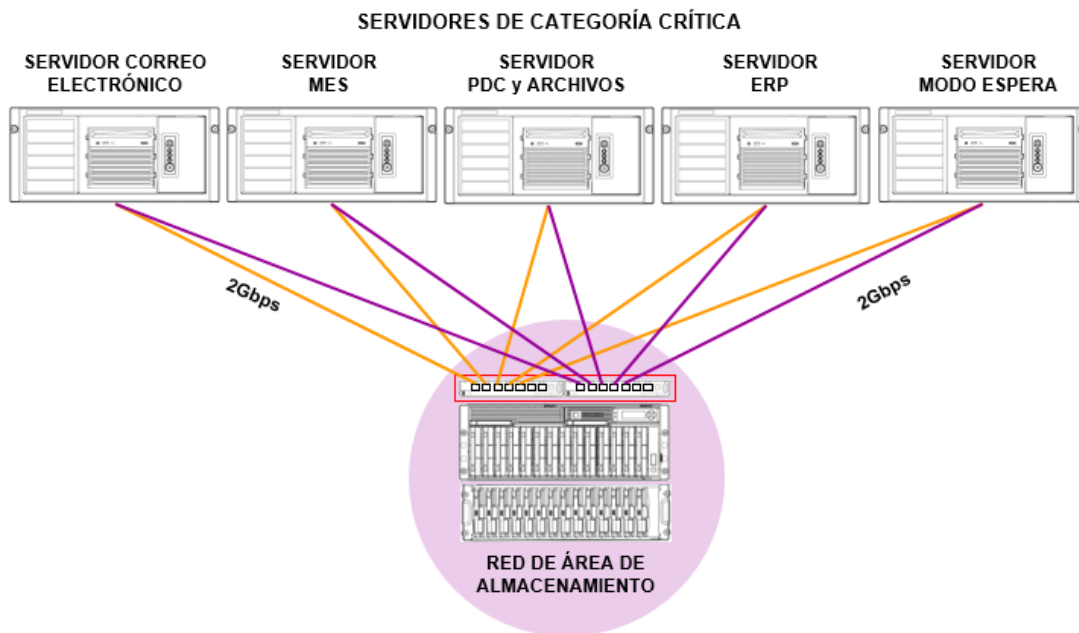 SERVIDORES DE CATEGORÍA CRÍTICA
SERVIDOR CORREO
ELECTRÓNICO
SERVIDOR
MES
SERVIDOR
PDC y ARCHIVOS
SERVIDOR
ERP
SERVIDOR
MODO ESPERA
2Gbps
2Gbps
RED DE ÁREA DE
ALMACENAMIENTO